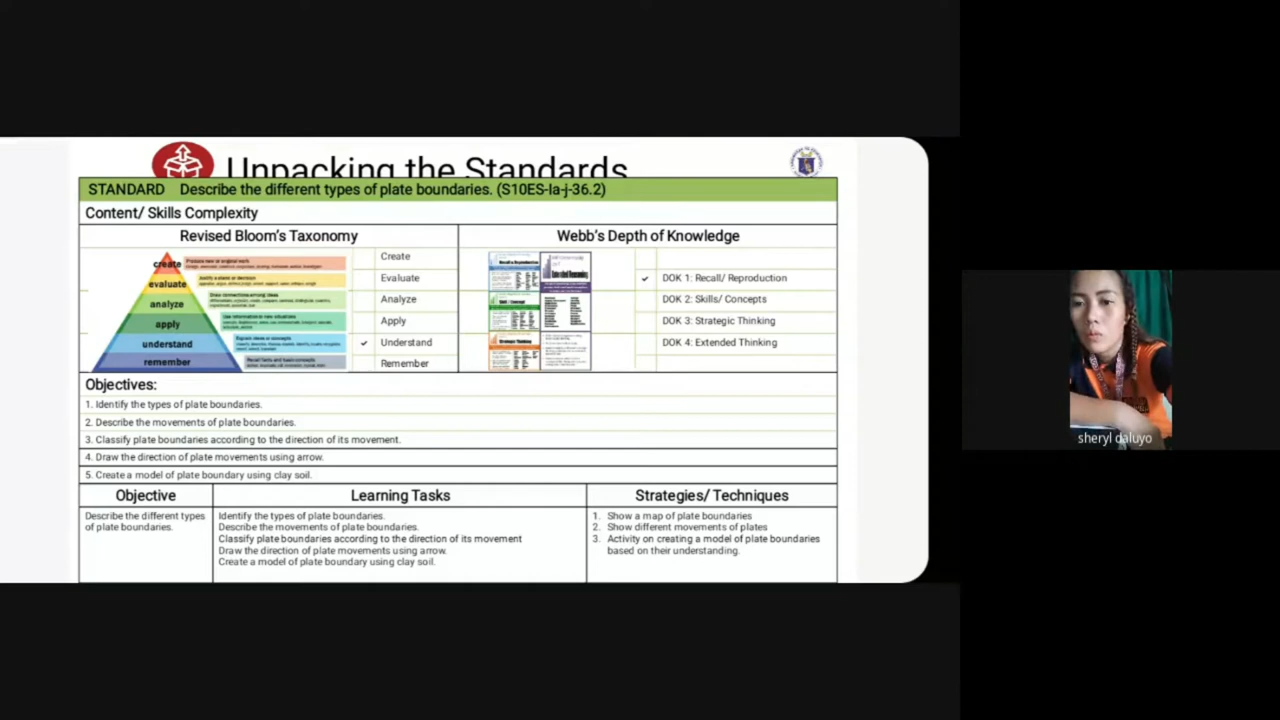 Unpacking the Standards
STANDARD Describe the different types of plate boundaries. (S10ES-Ia-j-36.2)
Content/ Skills Complexity
Revised Bloom's Taxonomy
Webb's Depth of Knowledge
create
evaluate
analyze
apply
understand
remember
Create
Evaluate
Analyze
Apply
✓ Understand
Remember
✓ DOK 1: Recall/ Reproduction
DOK 2: Skills/ Concepts
DOK 3: Strategic Thinking
DOK 4: Extended Thinking
Objectives:
1. Identify the types of plate boundaries.
2. Describe the movements of plate boundaries.
3. Classify plate boundaries according to the direction of its movement.
4. Draw the direction of plate movements using arrow.
5. Create a model of plate boundary using clay soil.
Objective
Learning Tasks
Strategies/ Techniques
Describe the different types
of plate boundaries.
Identify the types of plate boundaries.
Describe the movements of plate boundaries.
Classify plate boundaries according to the direction of its movement
Draw the direction of plate movements using arrow.
Create a model of plate boundary using clay soil.
1. Show a map of plate boundaries
2. Show different movements of plates
3. Activity on creating a model of plate boundaries
based on their understanding.
sheryl daluyo